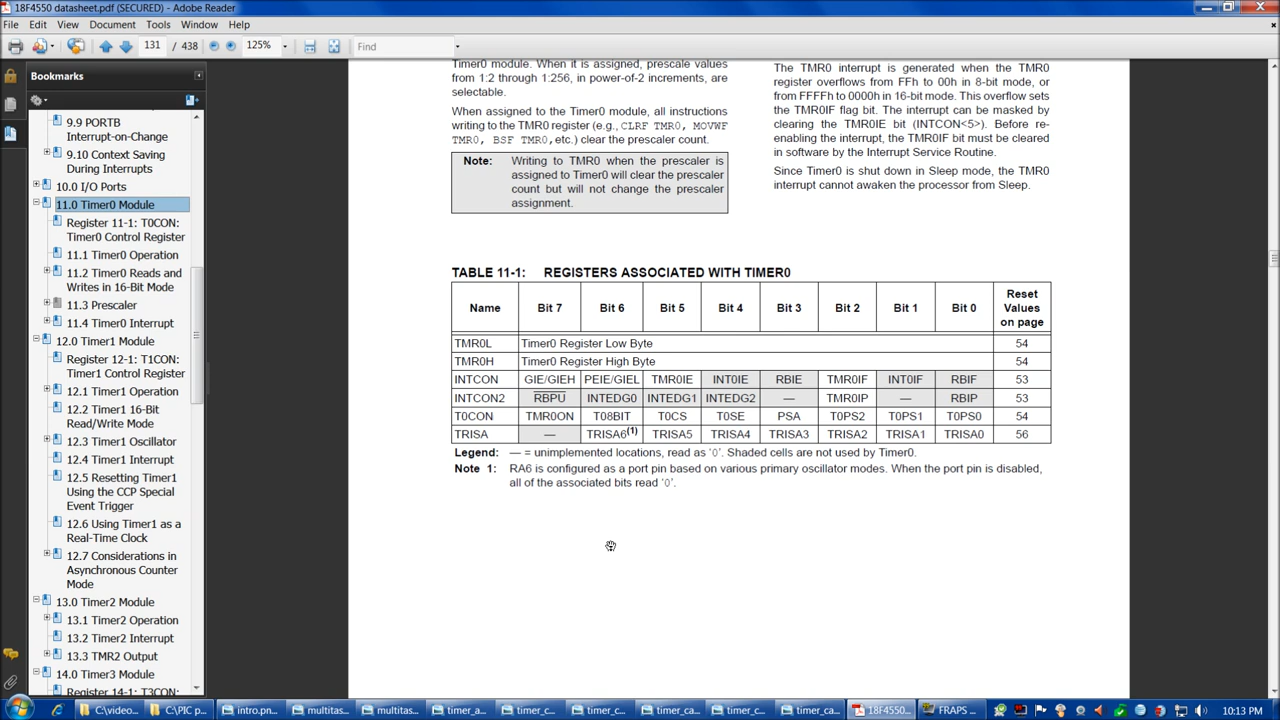 18F4550 datasheet.pdf (SECURED) - Adobe Reader
File Edit View Document Tools Window Help
131 / 438 125% Find
Bookmarks
9.9 PORTB
Interrupt-on-Change
9.10 Context Saving
During Interrupts
10.0 I/O Ports
11.0 Timer0 Module
Register 11-1: T0CON:
Timer0 Control Register
11.1 Timer0 Operation
11.2 Timer0 Reads and
Writes in 16-Bit Mode
11.3 Prescaler
11.4 Timer0 Interrupt
12.0 Timer1 Module
Register 12-1: T1CON:
Timer1 Control Register
12.1 Timer1 Operation
12.2 Timer1 16-Bit
Read/Write Mode
12.3 Timer1 Oscillator
12.4 Timer1 Interrupt
12.5 Resetting Timer1
Using the CCP Special
Event Trigger
12.6 Using Timer1 as a
Real-Time Clock
12.7 Considerations in
Asynchronous Counter
Mode
13.0 Timer2 Module
13.1 Timer2 Operation
13.2 Timer2 Interrupt
13.3 TMR2 Output
14.0 Timer3 Module
Register 14-1: T3CON:
Timer0 module. When it is assigned, prescale values
from 1:2 through 1:256, in power-of-2 increments, are
selectable.
When assigned to the Timer0 module, all instructions
writing to the TMR0 register (e.g., CLRF TMR0, MOVWF
TMR0, BSF TMR0,etc.) clear the prescaler count.
Note: Writing to TMR0 when the prescaler is
assigned to Timer0 will clear the prescaler
count but will not change the prescaler
assignment.
The TMR0 interrupt is generated when the TMR0
register overflows from FFh to 00h in 8-bit mode, or
from FFFFh to 0000h in 16-bit mode. This overflow sets
the TMR0IF flag bit. The interrupt can be masked by
clearing the TMR0IE bit (INTCON<5>). Before re-
enabling the interrupt, the TMR0IF bit must be cleared
in software by the Interrupt Service Routine.
Since Timer0 is shut down in Sleep mode, the TMR0
interrupt cannot awaken the processor from Sleep.
TABLE 11-1: REGISTERS ASSOCIATED WITH TIMER0
Name Bit 7 Bit 6 Bit 5 Bit 4 Bit 3 Bit 2 Bit 1 Bit 0 Reset
Values
on page
TMR0L Timer0 Register Low Byte 54
TMR0H Timer0 Register High Byte 54
INTCON GIE/GIEH PEIE/GIEL TMR0IE INT0IE RBIE TMR0IF INT0IF RBIF 53
INTCON2 RBPU INTEDG0 INTEDG1 INTEDG2 — TMR0IP — RBIP 53
T0CON TMR0ON T08BIT T0CS T0SE PSA T0PS2 T0PS1 T0PS0 54
TRISA — TRISA6(1) TRISA5 TRISA4 TRISA3 TRISA2 TRISA1 TRISA0 56
Legend: — = unimplemented locations, read as '0'. Shaded cells are not used by Timer0.
Note 1: RA6 is configured as a port pin based on various primary oscillator modes. When the port pin is disabled,
all of the associated bits read '0'.
C:\video... C:\PIC p... intro.pn... multitas... multitas... timer_a... timer_c... timer_c... timer_ca... timer_c... timer_ca... 18F4550... FRAPS ... 10:13 PM